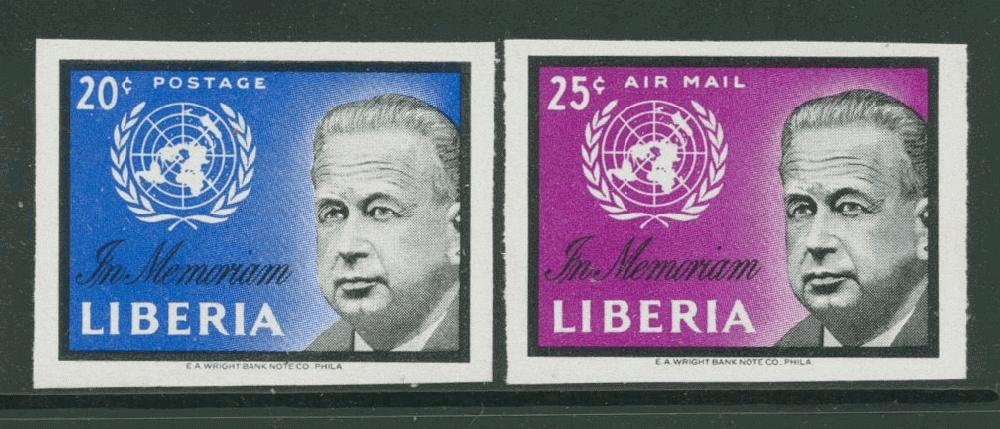 20¢ POSTAGE
In Memoriam
LIBERIA
E.A. WRIGHT BANK NOTE CO. PHILA
25¢ AIR MAIL
In Memoriam
LIBERIA
E.A. WRIGHT BANK NOTE CO. PHILA.